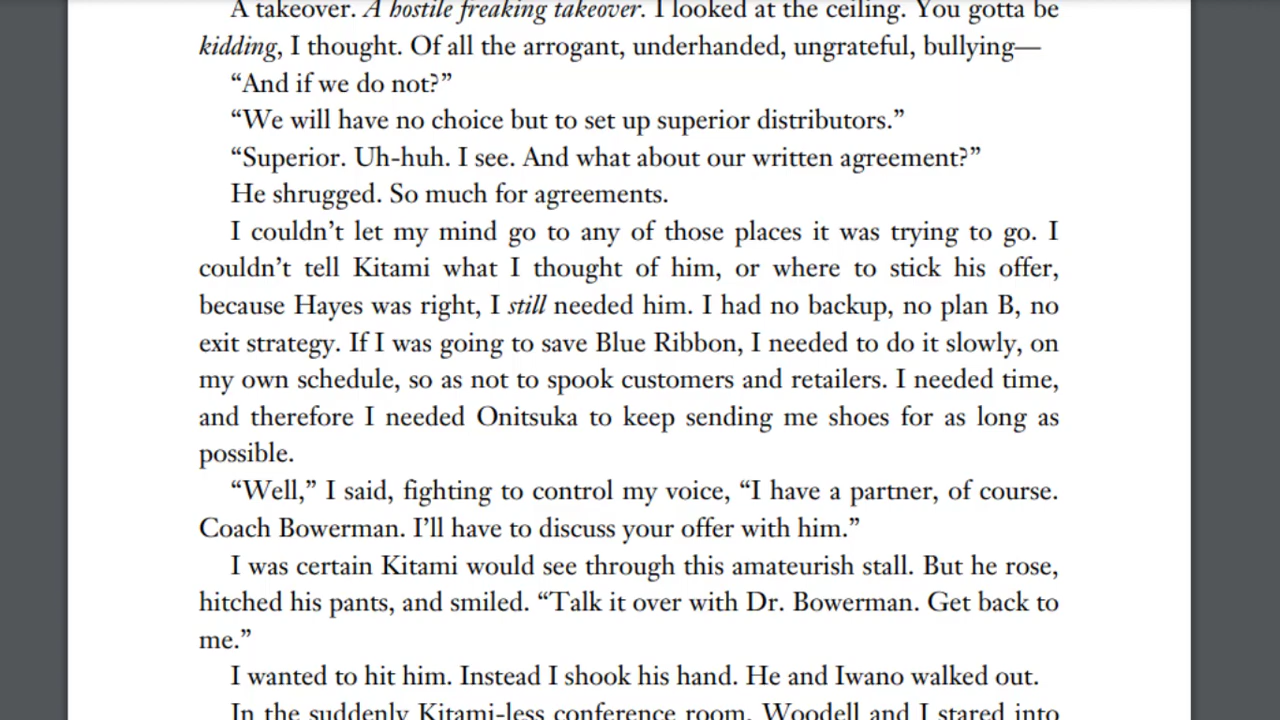 A takeover. A hostile freaking takeover. I looked at the ceiling. You gotta be
kidding, I thought. Of all the arrogant, underhanded, ungrateful, bullying—
“And if we do not?”
“We will have no choice but to set up superior distributors.”
“Superior. Uh-huh. I see. And what about our written agreement?”
He shrugged. So much for agreements.
I couldn’t let my mind go to any of those places it was trying to go. I
couldn’t tell Kitami what I thought of him, or where to stick his offer,
because Hayes was right, I still needed him. I had no backup, no plan B, no
exit strategy. If I was going to save Blue Ribbon, I needed to do it slowly, on
my own schedule, so as not to spook customers and retailers. I needed time,
and therefore I needed Onitsuka to keep sending me shoes for as long as
possible.
“Well,” I said, fighting to control my voice, “I have a partner, of course.
Coach Bowerman. I’ll have to discuss your offer with him.”
I was certain Kitami would see through this amateurish stall. But he rose,
hitched his pants, and smiled. “Talk it over with Dr. Bowerman. Get back to
me.”
I wanted to hit him. Instead I shook his hand. He and Iwano walked out.
In the suddenly Kitami-less conference room, Woodell and I stared into